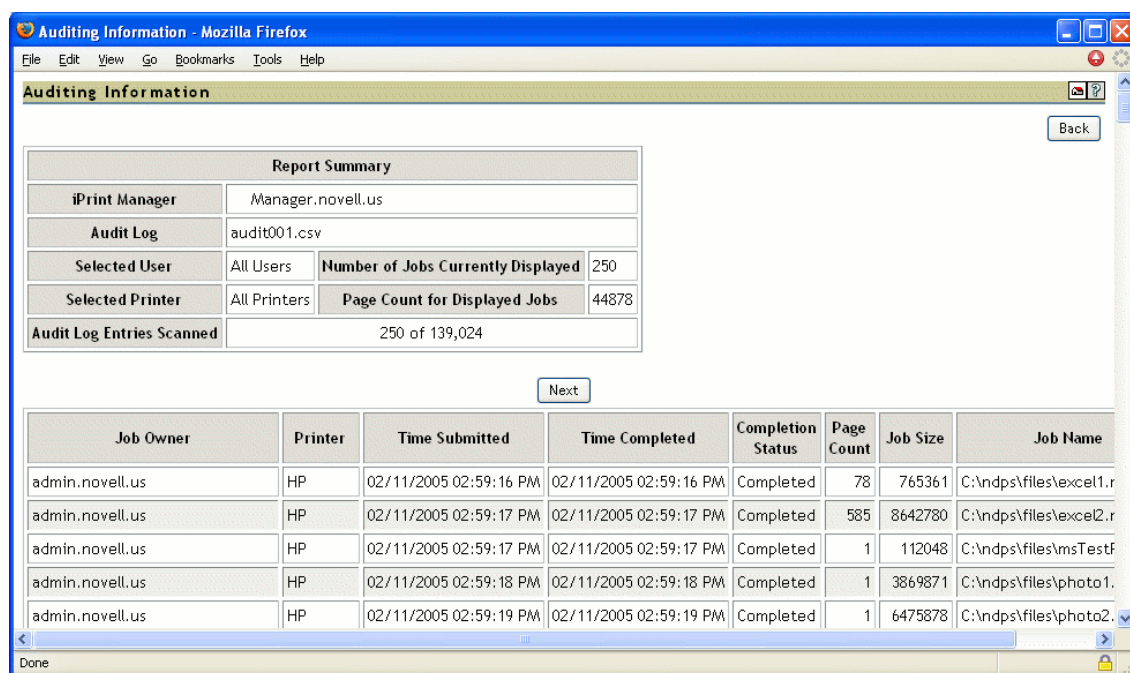 Auditing Information - Mozilla Firefox
File Edit View Go Bookmarks Tools Help
Auditing Information
?
Back
Report Summary
iPrint Manager Manager.novell.us
Audit Log audit001.csv
Selected User All Users Number of Jobs Currently Displayed 250
Selected Printer All Printers Page Count for Displayed Jobs 44878
Audit Log Entries Scanned 250 of 139,024
Next
Job Owner Printer Time Submitted Time Completed Completion Status Page Count Job Size Job Name
admin.novell.us HP 02/11/2005 02:59:16 PM 02/11/2005 02:59:16 PM Completed 78 765361 C:\ndps\files\excel1.r
admin.novell.us HP 02/11/2005 02:59:17 PM 02/11/2005 02:59:17 PM Completed 585 8642780 C:\ndps\files\excel2.r
admin.novell.us HP 02/11/2005 02:59:17 PM 02/11/2005 02:59:17 PM Completed 1 112048 C:\ndps\files\msTestF
admin.novell.us HP 02/11/2005 02:59:18 PM 02/11/2005 02:59:18 PM Completed 1 3869871 C:\ndps\files\photo1.
admin.novell.us HP 02/11/2005 02:59:19 PM 02/11/2005 02:59:19 PM Completed 1 6475878 C:\ndps\files\photo2.
Done